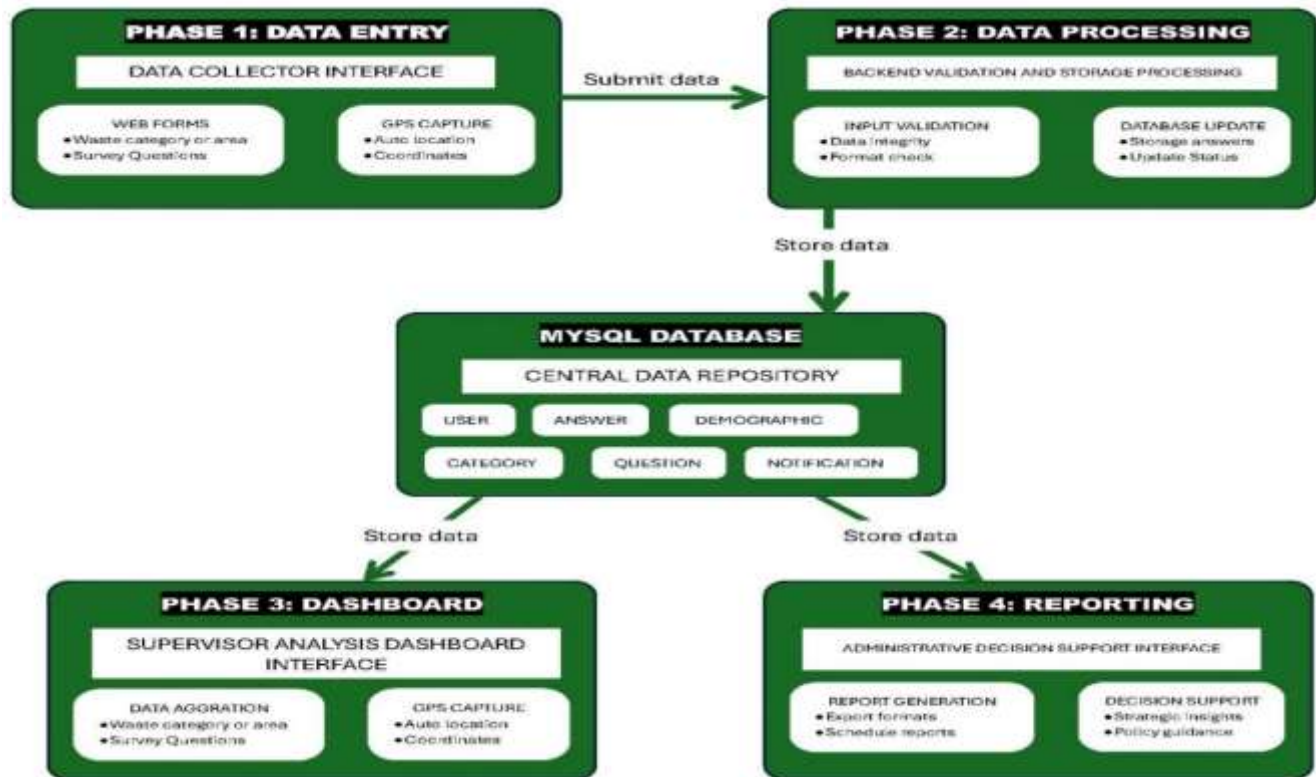 PHASE 1: DATA ENTRY
DATA COLLECTOR INTERFACE
WEB FORMS
•Waste category or area
•Survey Questions
GPS CAPTURE
•Auto location
•Coordinates
Submit data
PHASE 2: DATA PROCESSING
BACKEND VALIDATION AND STORAGE PROCESSING
INPUT VALIDATION
•Data integrity
•Format check
DATABASE UPDATE
•Storage answers
•Update Status
Store data
MYSQL DATABASE
CENTRAL DATA REPOSITORY
USER
ANSWER
DEMOGRAPHIC
CATEGORY
QUESTION
NOTIFICATION
Store data
Store data
PHASE 3: DASHBOARD
SUPERVISOR ANALYSIS DASHBOARD
INTERFACE
DATA AGGRATION
•Waste category or area
•Survey Questions
GPS CAPTURE
•Auto location
•Coordinates
PHASE 4: REPORTING
ADMINISTRATIVE DECISION SUPPORT INTERFACE
REPORT GENERATION
•Export formats
•Schedule reports
DECISION SUPPORT
•Strategic insights
•Policy guidance